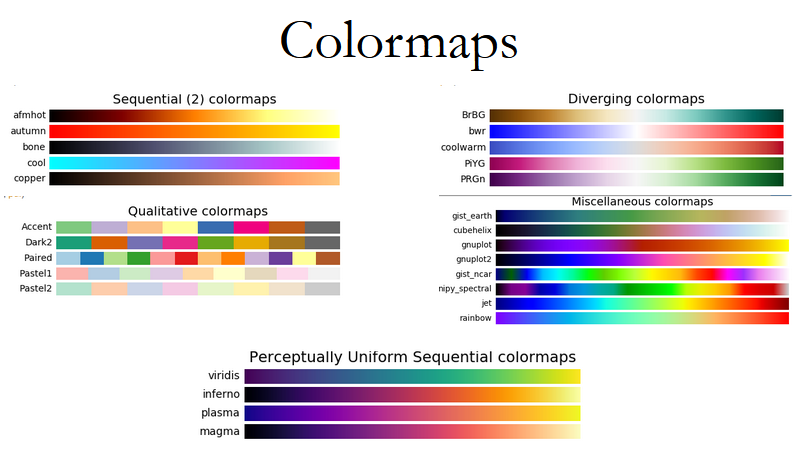 Colormaps
Sequential (2) colormaps
afmhot
autumn
bone
cool
copper
Diverging colormaps
BrBG
bwr
coolwarm
PiYG
PRGn
Qualitative colormaps
Accent
Dark2
Paired
Pastel1
Pastel2
Miscellaneous colormaps
gist_earth
cubehelix
gnuplot
gnuplot2
gist_ncar
nipy_spectral
jet
rainbow
Perceptually Uniform Sequential colormaps
viridis
inferno
plasma
magma